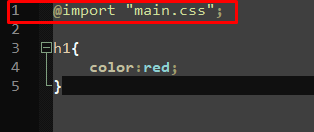 1 @import "main.css";
2
3 h1{
4 color:red;
5 }